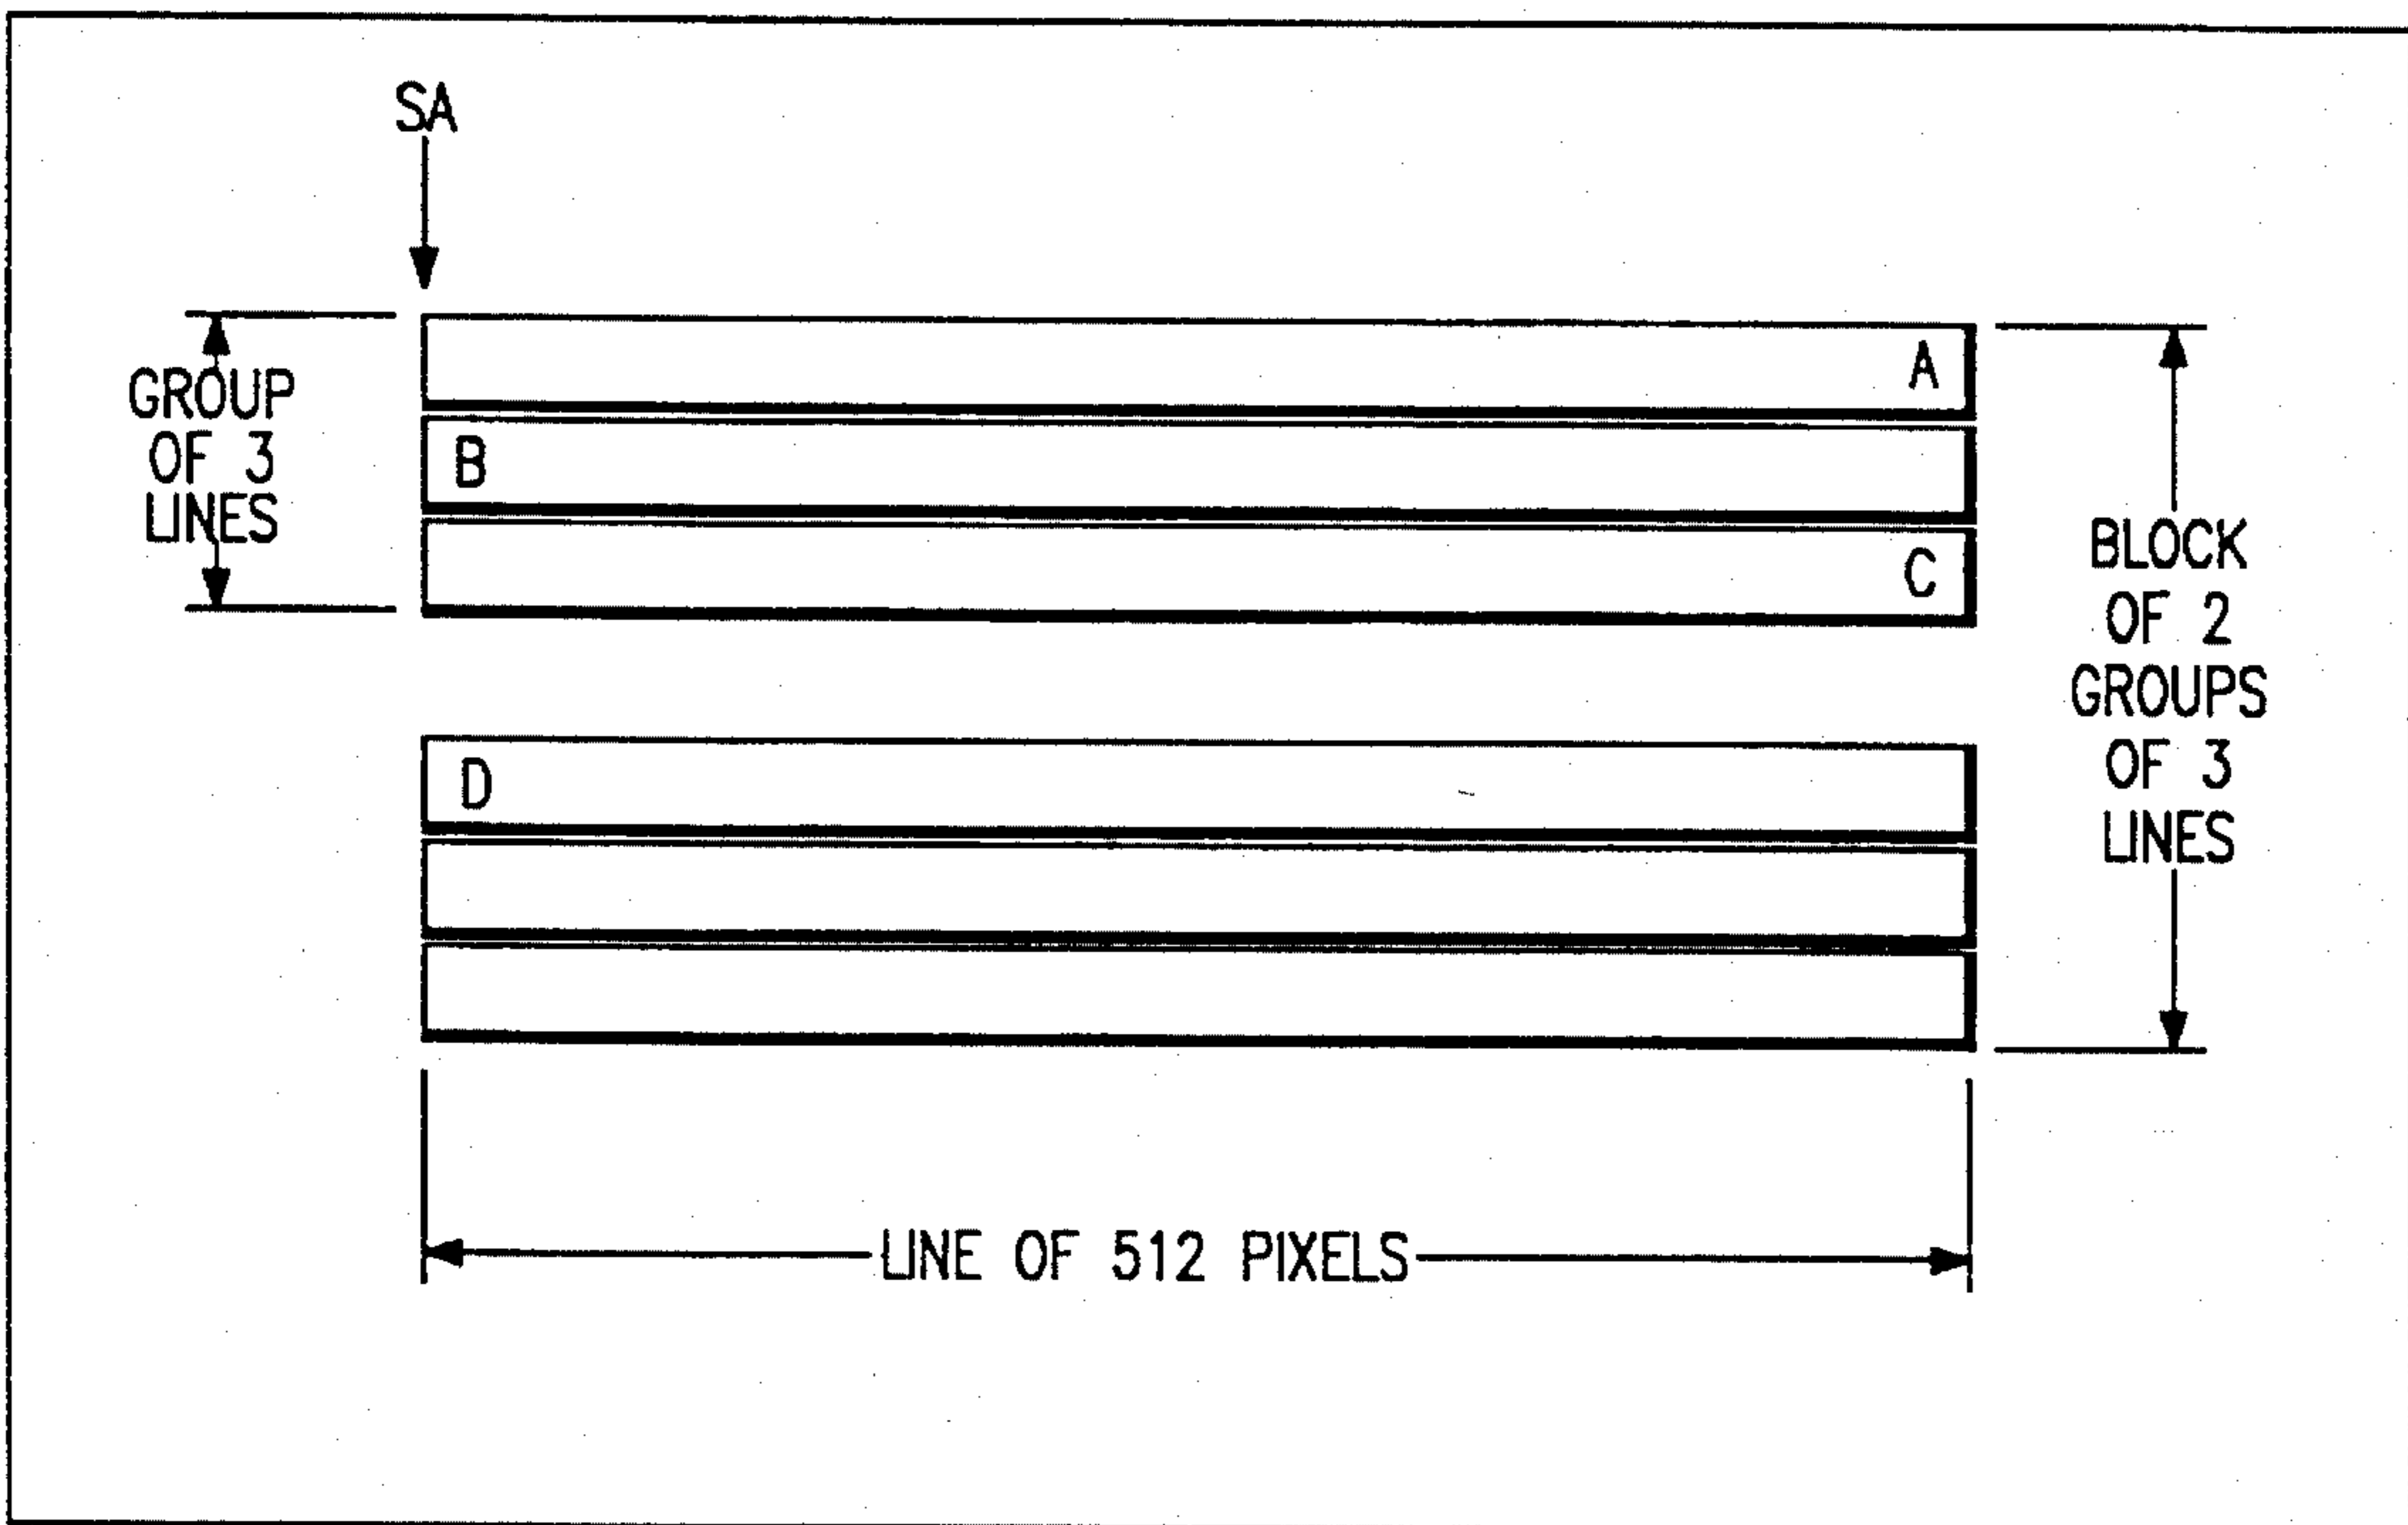 SA
GROUP
OF 3
LINES
A
B
C
D
BLOCK
OF 2
GROUPS
OF 3
LINES
LINE OF 512 PIXELS